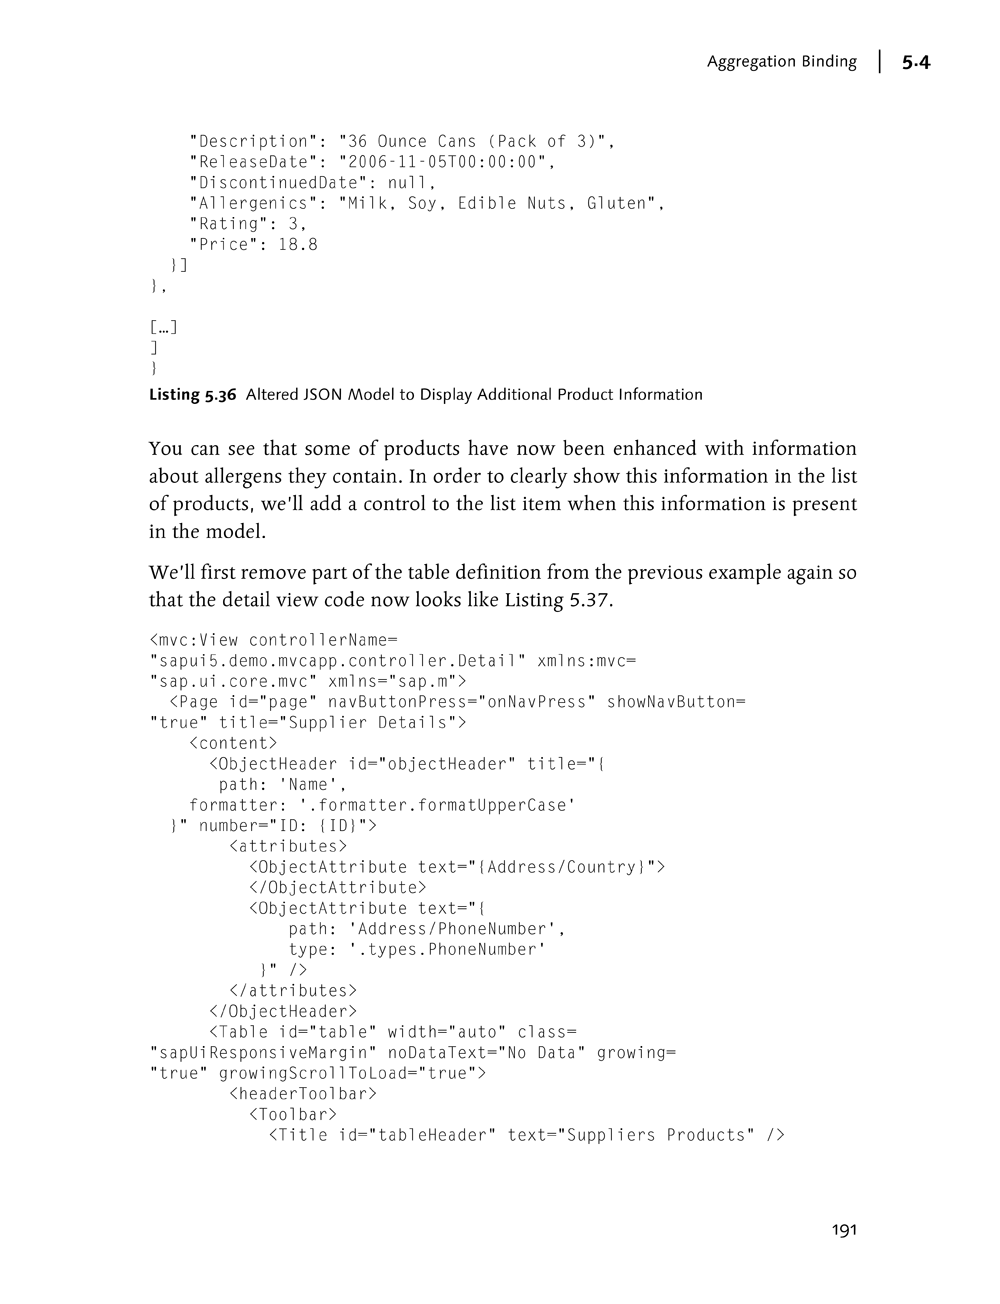 Aggregation Binding | 5.4
"Description": "36 Ounce Cans (Pack of 3)",
"ReleaseDate": "2006-11-05T00:00:00",
"DiscontinuedDate": null,
"Allergenics": "Milk, Soy, Edible Nuts, Gluten",
"Rating": 3,
"Price": 18.8
}]
},
[…]
]
}
Listing 5.36 Altered JSON Model to Display Additional Product Information
You can see that some of products have now been enhanced with information
about allergens they contain. In order to clearly show this information in the list
of products, we'll add a control to the list item when this information is present
in the model.
We'll first remove part of the table definition from the previous example again so
that the detail view code now looks like Listing 5.37.
<mvc:View controllerName=
"sapui5.demo.mvcapp.controller.Detail" xmlns:mvc=
"sap.ui.core.mvc" xmlns="sap.m">
<Page id="page" navButtonPress="onNavPress" showNavButton=
"true" title="Supplier Details">
<content>
<ObjectHeader id="objectHeader" title="{
path: 'Name',
formatter: '.formatter.formatUpperCase'
}" number="ID: {ID}">
<attributes>
<ObjectAttribute text="{Address/Country}">
</ObjectAttribute>
<ObjectAttribute text="{
path: 'Address/PhoneNumber',
type: '.types.PhoneNumber'
}" />
</attributes>
</ObjectHeader>
<Table id="table" width="auto" class=
"sapUiResponsiveMargin" noDataText="No Data" growing=
"true" growingScrollToLoad="true">
<headerToolbar>
<Toolbar>
<Title id="tableHeader" text="Suppliers Products" />
191